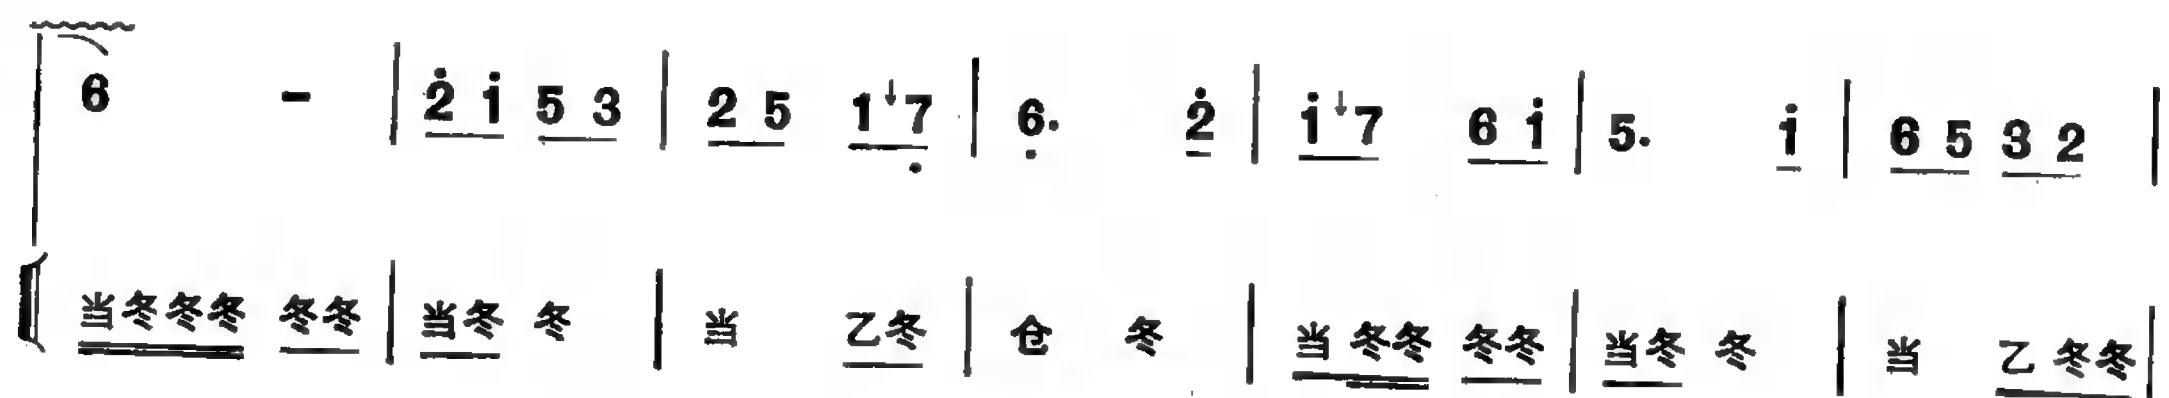 6 - | 2̇ i̇ 5 3 | 2 5 1 ↓7̣ | 6̣. 2̇ | i̇ ↓7 6 i̇ | 5. i̇ | 6 5 3 2 |
当冬冬冬 冬冬 | 当冬 冬 | 当 乙冬 | 仓 冬 | 当 冬冬 冬冬 | 当冬 冬 | 当 乙 冬冬 |